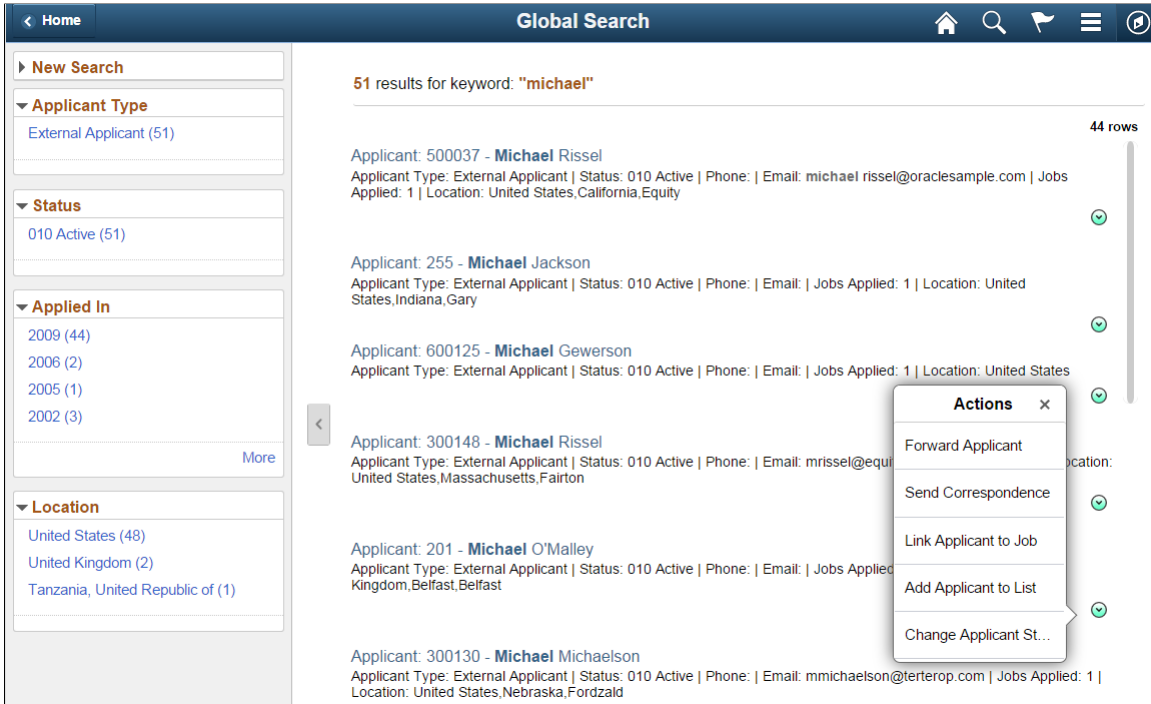 Home
Global Search
New Search
Applicant Type
External Applicant (51)
Status
010 Active (51)
Applied In
2009 (44)
2006 (2)
2005 (1)
2002 (3)
More
Location
United States (48)
United Kingdom (2)
Tanzania, United Republic of (1)
51 results for keyword: "michael"
44 rows
Applicant: 500037 - Michael Rissel
Applicant Type: External Applicant | Status: 010 Active | Phone: | Email: michael rissel@oraclesample.com | Jobs
Applied: 1 | Location: United States,California,Equity
Applicant: 255 - Michael Jackson
Applicant Type: External Applicant | Status: 010 Active | Phone: | Email: | Jobs Applied: 1 | Location: United
States,Indiana,Gary
Applicant: 600125 - Michael Gewerson
Applicant Type: External Applicant | Status: 010 Active | Phone: | Email: | Jobs Applied: 1 | Location: United States
Applicant: 300148 - Michael Rissel
Applicant Type: External Applicant | Status: 010 Active | Phone: | Email: mrissel@equi
United States,Massachusetts,Fairton
Applicant: 201 - Michael O'Malley
Applicant Type: External Applicant | Status: 010 Active | Phone: | Email: | Jobs Applied
Kingdom,Belfast,Belfast
Applicant: 300130 - Michael Michaelson
Applicant Type: External Applicant | Status: 010 Active | Phone: | Email: mmichaelson@terterop.com | Jobs Applied: 1 |
Location: United States,Nebraska,Fordzald
Actions
Forward Applicant
Send Correspondence
Link Applicant to Job
Add Applicant to List
Change Applicant St...